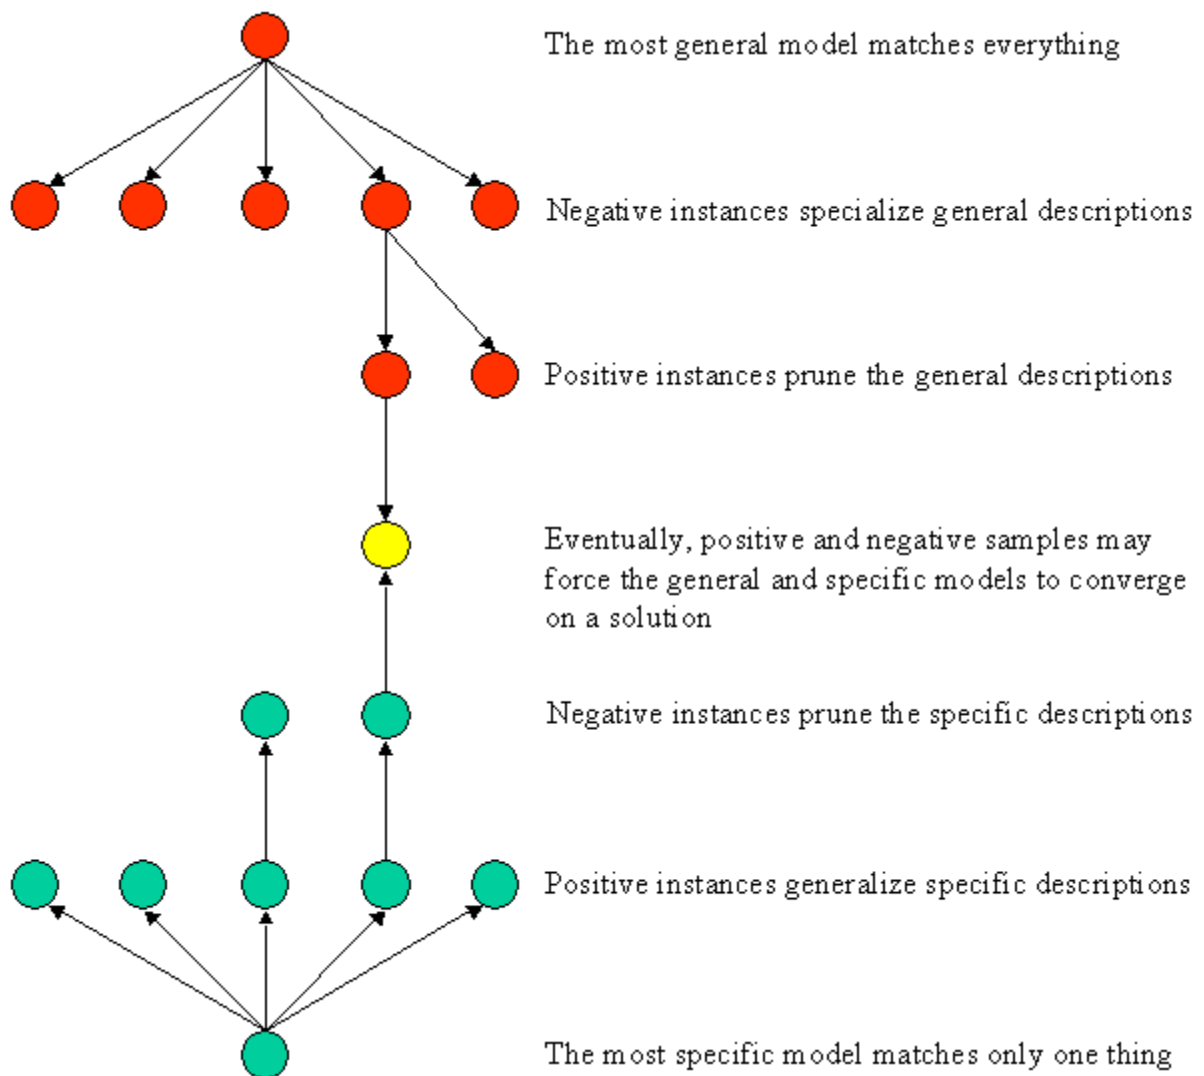 The most general model matches everything
Negative instances specialize general descriptions
Positive instances prune the general descriptions
Eventually, positive and negative samples may
force the general and specific models to converge
on a solution
Negative instances prune the specific descriptions
Positive instances generalize specific descriptions
The most specific model matches only one thing